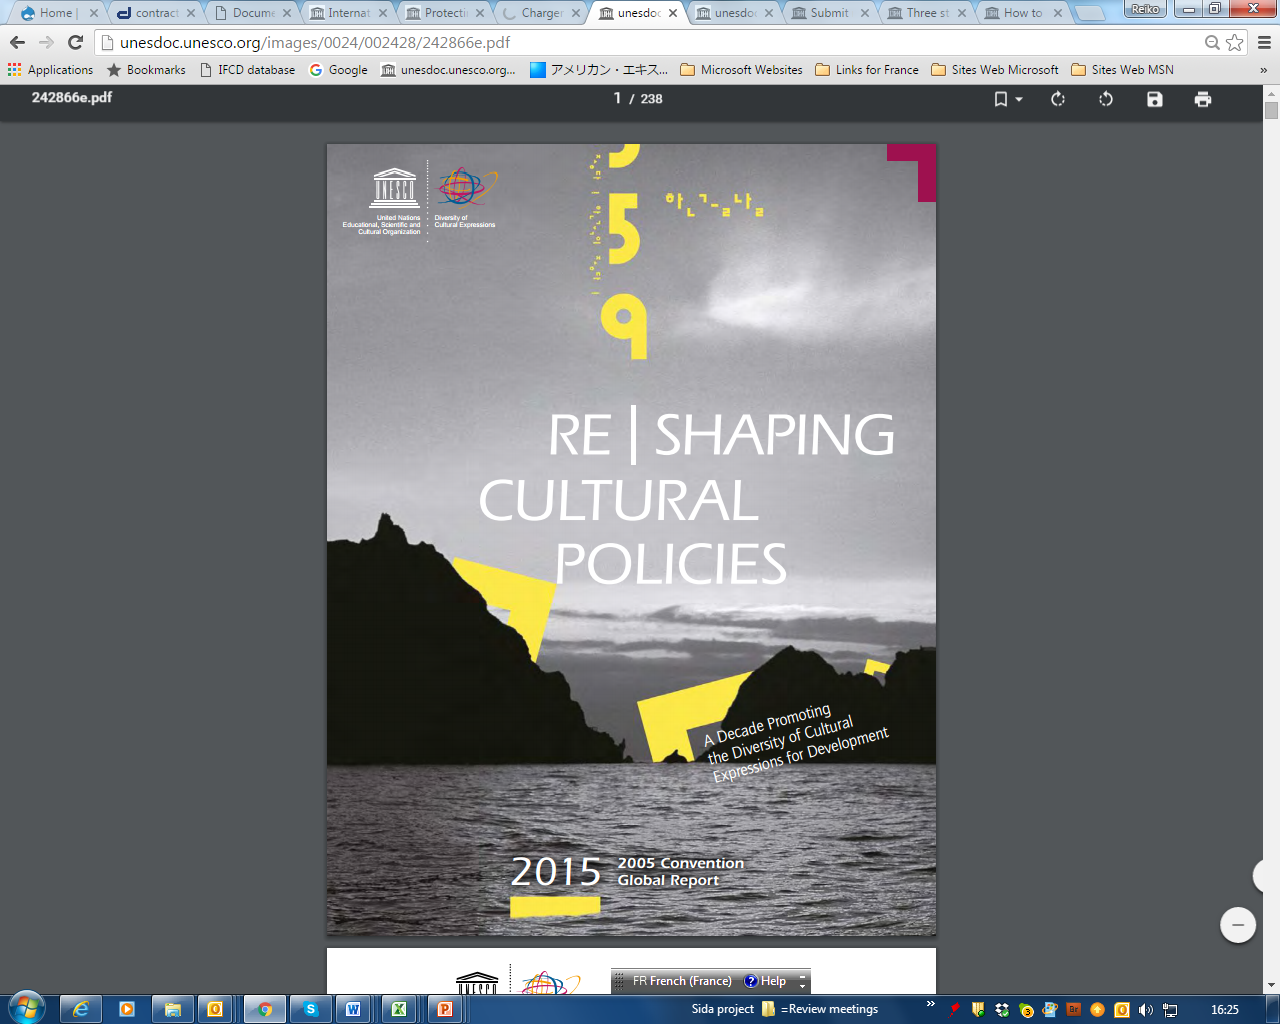 Home |
contract
Docume
Internat
Protectin
Charger
unesdoc
unesdoc
Submit
Three st
How to
Reiko
unesdoc.unesco.org/images/0024/002428/242866e.pdf
Applications
Bookmarks
IFCD database
Google
unesdoc.unesco.org...
アメリカン・エキス...
Microsoft Websites
Links for France
Sites Web Microsoft
Sites Web MSN
»
242866e.pdf
1 / 238
UNESCO
United Nations
Educational, Scientific and
Cultural Organization
Diversity of
Cultural Expressions
5
9
RE | SHAPING
CULTURAL
POLICIES
A Decade Promoting
the Diversity of Cultural
Expressions for Development
2015
2005 Convention
Global Report
UNESCO
FR French (France)
Help
Sida project
=Review meetings
»
16:25